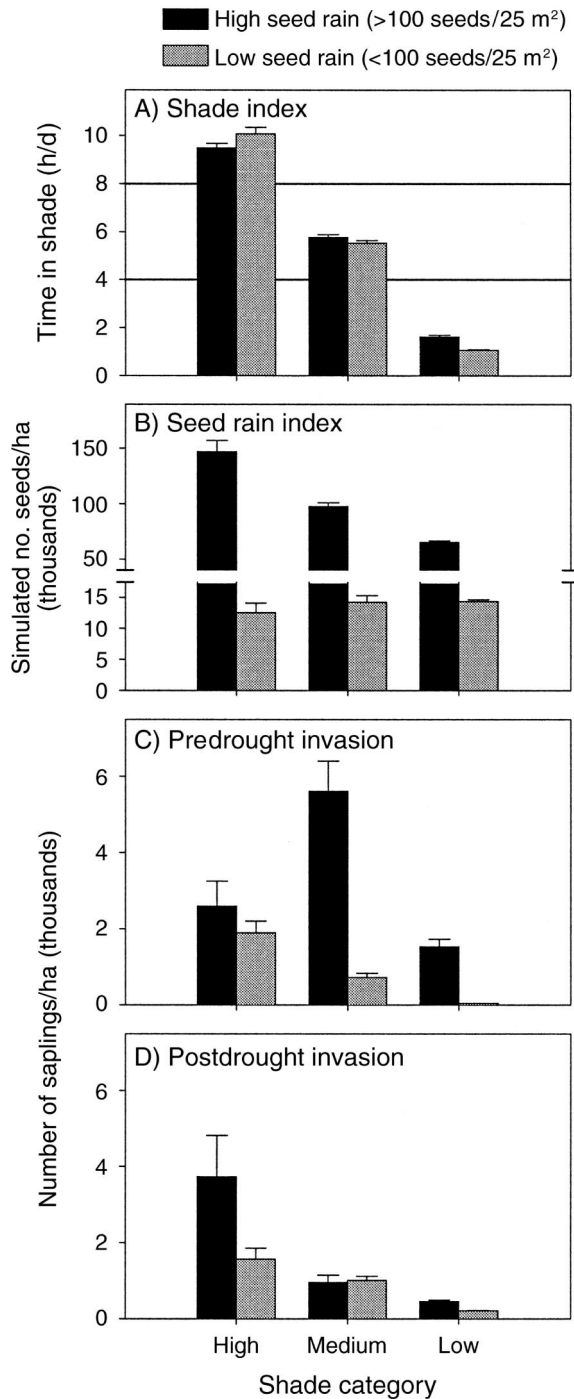 High seed rain (>100 seeds/25 m²)
Low seed rain (<100 seeds/25 m²)
A) Shade index
Time in shade (h/d)
10
8
6
4
2
0
B) Seed rain index
Simulated no. seeds/ha
(thousands)
150
100
50
15
10
5
0
C) Predrought invasion
Number of saplings/ha (thousands)
6
4
2
0
D) Postdrought invasion
6
4
2
0
High Medium Low
Shade category